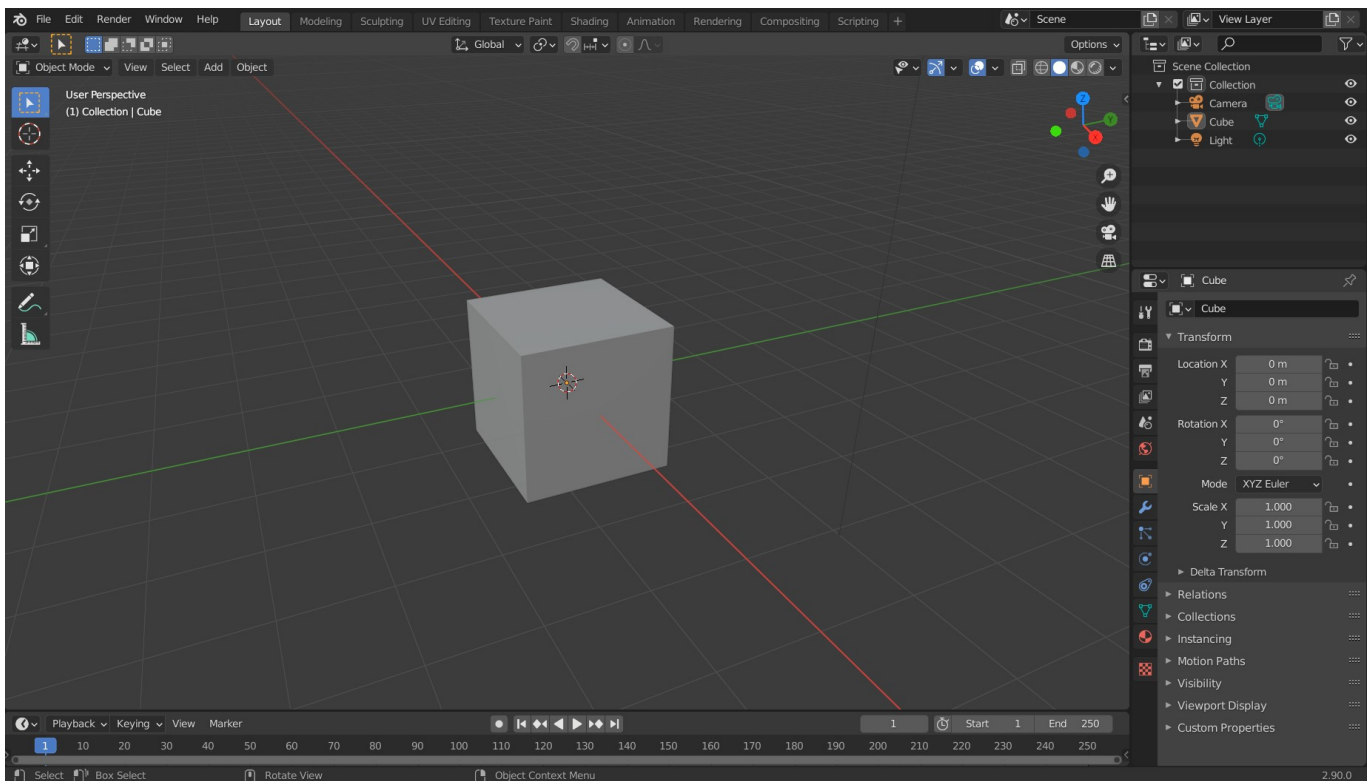 File Edit Render Window Help Layout Modeling Sculpting UV Editing Texture Paint Shading Animation Rendering Compositing Scripting + Scene View Layer
Global Options
Object Mode View Select Add Object
User Perspective
(1) Collection | Cube
Z
Y
X
Scene Collection
Collection
Camera
Cube
Light
Cube
Cube
Transform
Location X 0 m
Y 0 m
Z 0 m
Rotation X 0°
Y 0°
Z 0°
Mode XYZ Euler
Scale X 1.000
Y 1.000
Z 1.000
Delta Transform
Relations
Collections
Instancing
Motion Paths
Visibility
Viewport Display
Custom Properties
Playback Keying View Marker 1 Start 1 End 250
1 10 20 30 40 50 60 70 80 90 100 110 120 130 140 150 160 170 180 190 200 210 220 230 240 250
Select Box Select Rotate View Object Context Menu 2.90.0